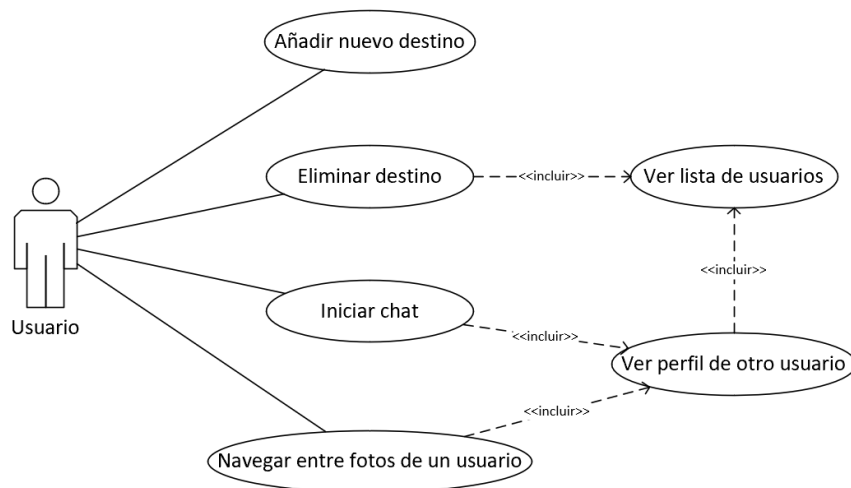 Añadir nuevo destino
Eliminar destino
<<incluir>>
Ver lista de usuarios
<<incluir>>
Usuario
Iniciar chat
<<incluir>>
Ver perfil de otro usuario
<<incluir>>
Navegar entre fotos de un usuario